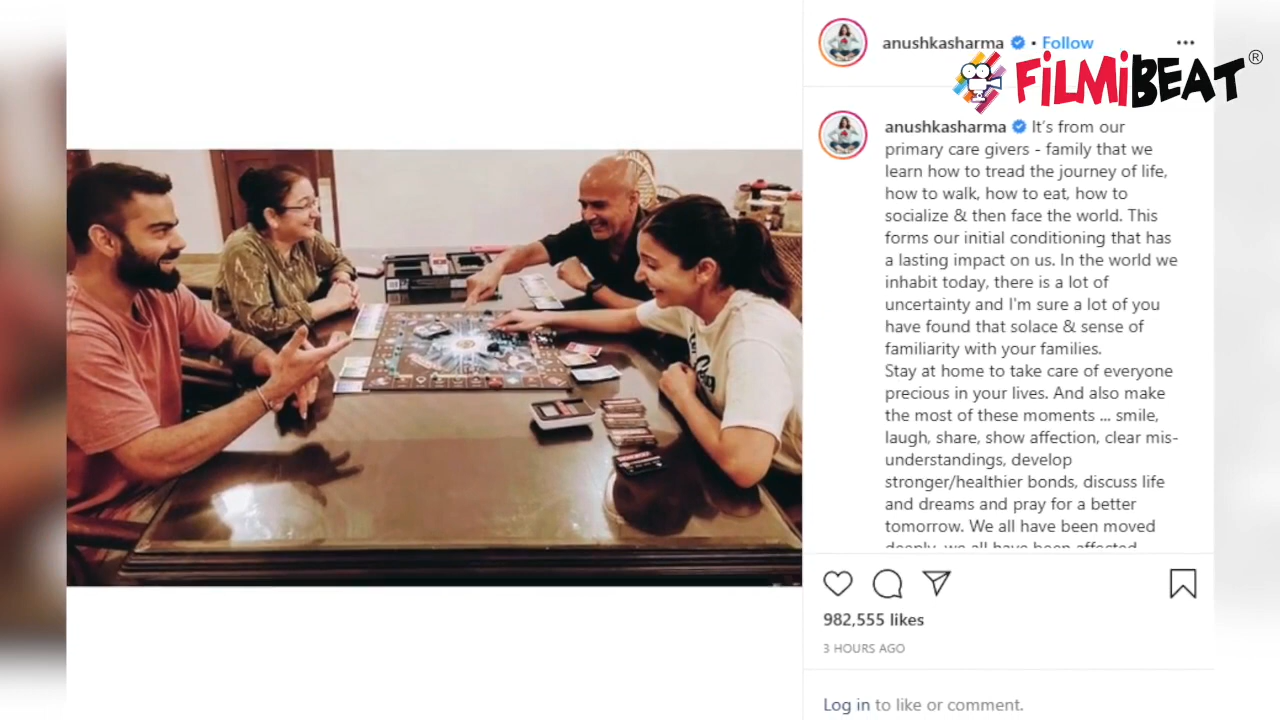 anushkasharma • Follow
FiLMiBEAT®
anushkasharma It's from our
primary care givers - family that we
learn how to tread the journey of life,
how to walk, how to eat, how to
socialize & then face the world. This
forms our initial conditioning that has
a lasting impact on us. In the world we
inhabit today, there is a lot of
uncertainty and I'm sure a lot of you
have found that solace & sense of
familiarity with your families.
Stay at home to take care of everyone
precious in your lives. And also make
the most of these moments ... smile,
laugh, share, show affection, clear mis-
understandings, develop
stronger/healthier bonds, discuss life
and dreams and pray for a better
tomorrow. We all have been moved
deeply, we all have been affected
982,555 likes
3 HOURS AGO
Log in to like or comment.